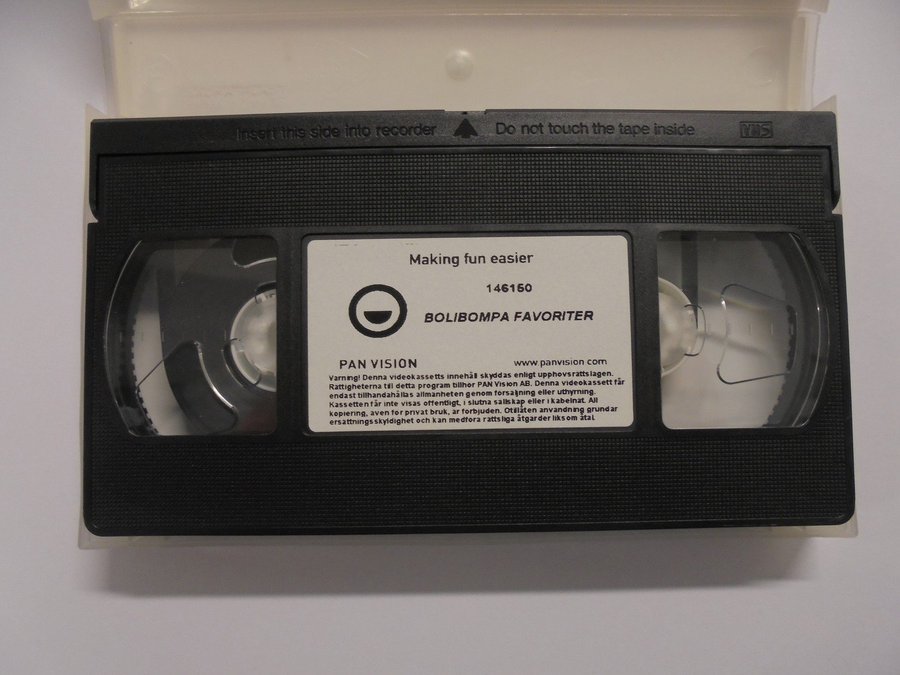 Insert this side into recorder Do not touch the tape inside VHS
Making fun easier
146150
BOLIBOMPA FAVORITER
PAN VISION www.panvision.com
Varning! Denna videokassetts innehåll skyddas enligt upphovsrättslagen.
Rättigheterna till detta program tillhör PAN Vision AB. Denna videokassett får
endast tillhandahållas allmänheten genom försäljning eller uthyrning.
Kassetten får inte visas offentligt, i slutna sällskap eller i kabelnät. All
kopiering, även för privat bruk, är förbjuden. Otillåten användning grundar
ersättningsskyldighet och kan medföra rättsliga åtgärder liksom åtal.